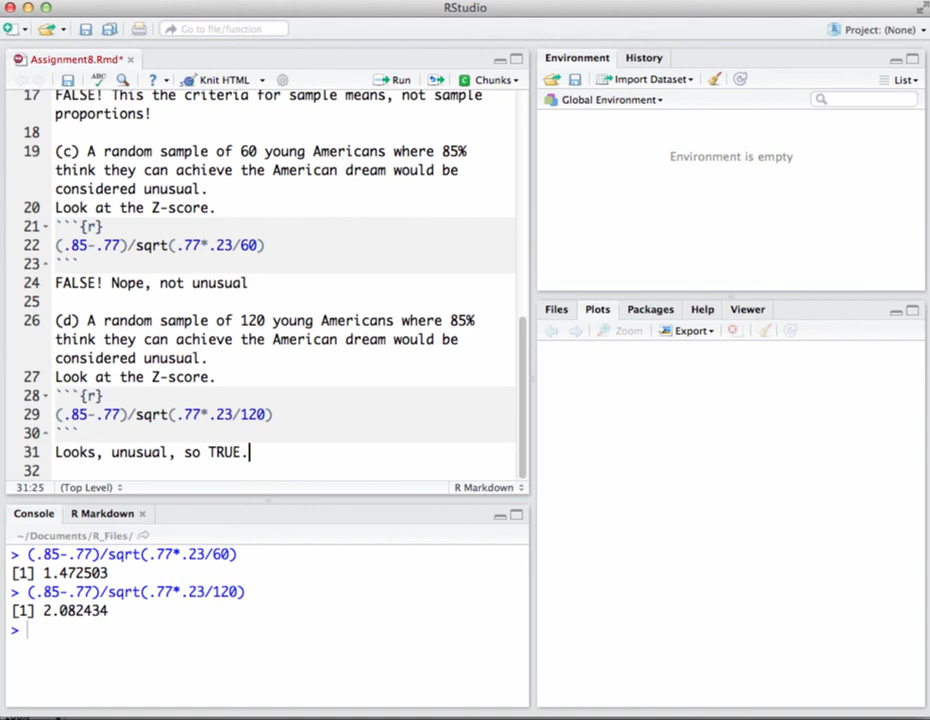 RStudio
Go to file/function
Project: (None)
Assignment8.Rmd*
ABC
?
Knit HTML
Run
Chunks
17 FALSE! This the criteria for sample means, not sample
proportions!
18
19 (c) A random sample of 60 young Americans where 85%
think they can achieve the American dream would be
considered unusual.
20 Look at the Z-score.
21 ```{r}
22 (.85-.77)/sqrt(.77*.23/60)
23 ```
24 FALSE! Nope, not unusual
25
26 (d) A random sample of 120 young Americans where 85%
think they can achieve the American dream would be
considered unusual.
27 Look at the Z-score.
28 ```{r}
29 (.85-.77)/sqrt(.77*.23/120)
30 ```
31 Looks, unusual, so TRUE.
32
31:25 (Top Level) R Markdown
Console R Markdown
~/Documents/R_Files/
> (.85-.77)/sqrt(.77*.23/60)
[1] 1.472503
> (.85-.77)/sqrt(.77*.23/120)
[1] 2.082434
>
Environment History
Import Dataset
List
Global Environment
Environment is empty
Files Plots Packages Help Viewer
Zoom Export